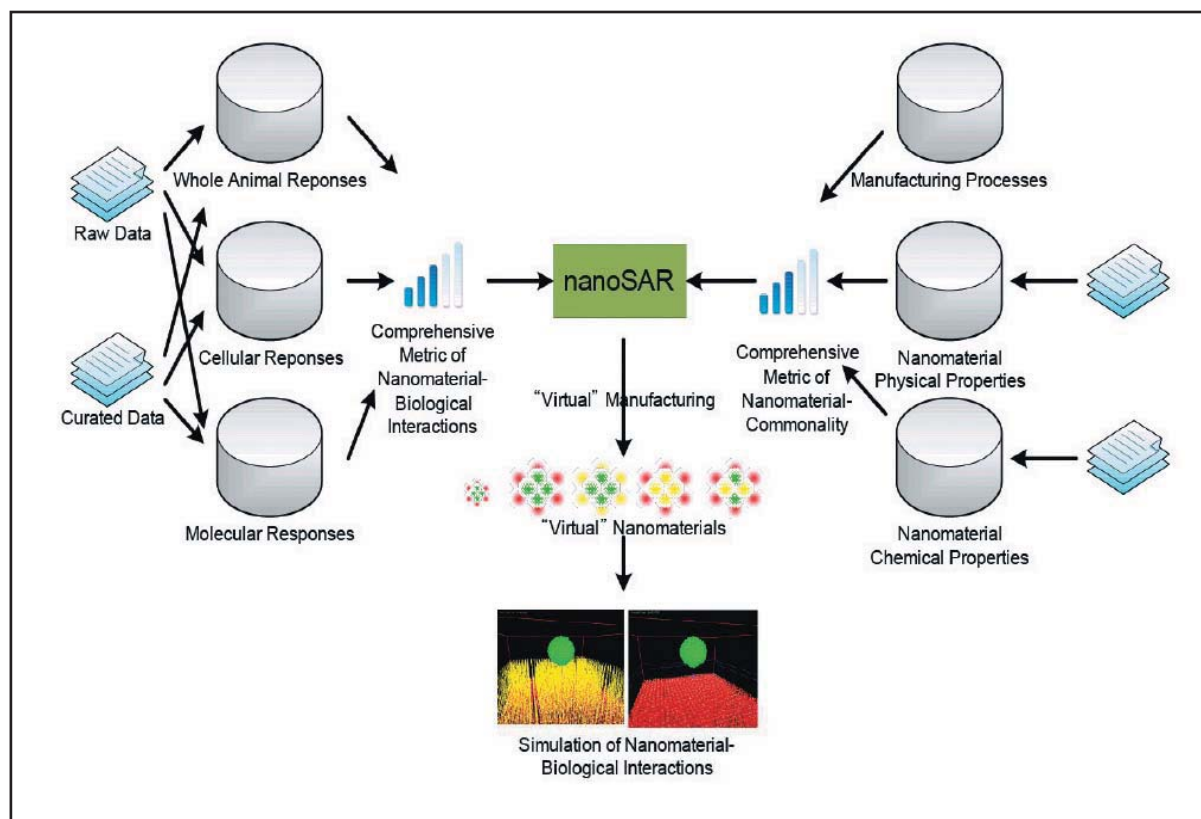 Whole Animal Reponses
Manufacturing Processes
Raw Data
nanoSAR
Cellular Reponses
Comprehensive
Metric of
Nanomaterial-
Biological
Interactions
Comprehensive
Metric of
Nanomaterial-
Commonality
Nanomaterial
Physical Properties
Curated Data
“Virtual” Manufacturing
Molecular Responses
“Virtual” Nanomaterials
Nanomaterial
Chemical Properties
Simulation of Nanomaterial-
Biological Interactions